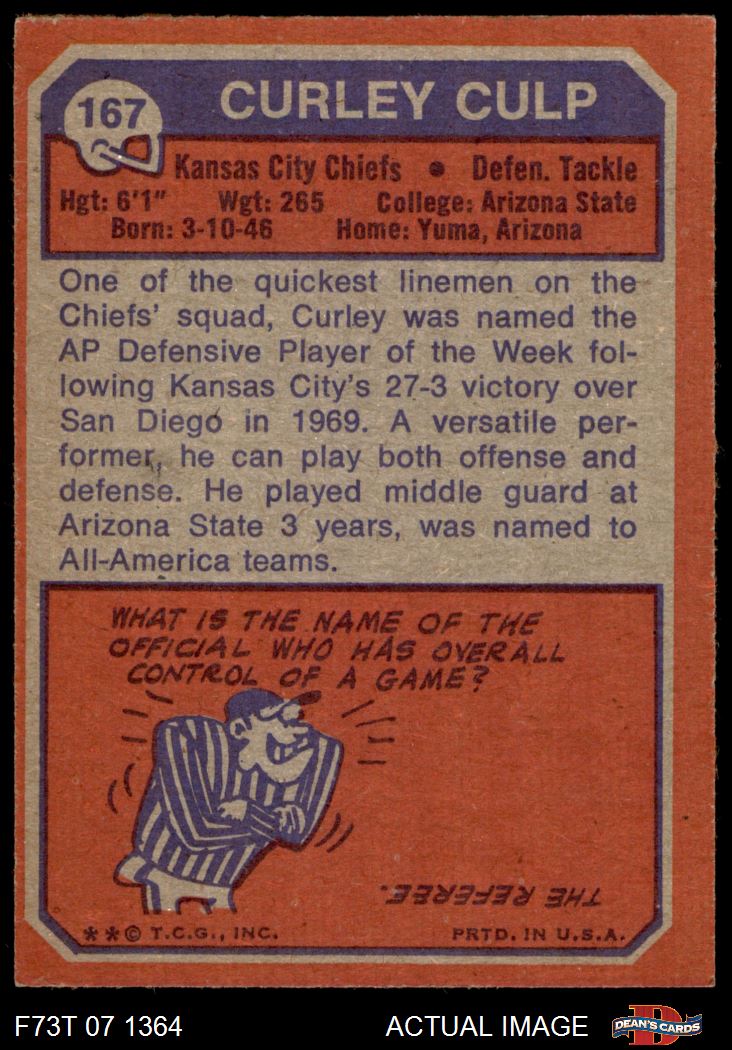 167
CURLEY CULP
Kansas City Chiefs • Defen. Tackle
Hgt: 6'1" Wgt: 265 College: Arizona State
Born: 3-10-46 Home: Yuma, Arizona
One of the quickest linemen on the
Chiefs' squad, Curley was named the
AP Defensive Player of the Week fol-
lowing Kansas City's 27-3 victory over
San Diego in 1969. A versatile per-
former, he can play both offense and
defense. He played middle guard at
Arizona State 3 years, was named to
All-America teams.
WHAT IS THE NAME OF THE
OFFICIAL WHO HAS OVERALL
CONTROL OF A GAME?
THE REFEREE.
**© T.C.G., INC. PRTD. IN U.S.A.
F73T 07 1364 ACTUAL IMAGE
D
DEAN'S CARDS